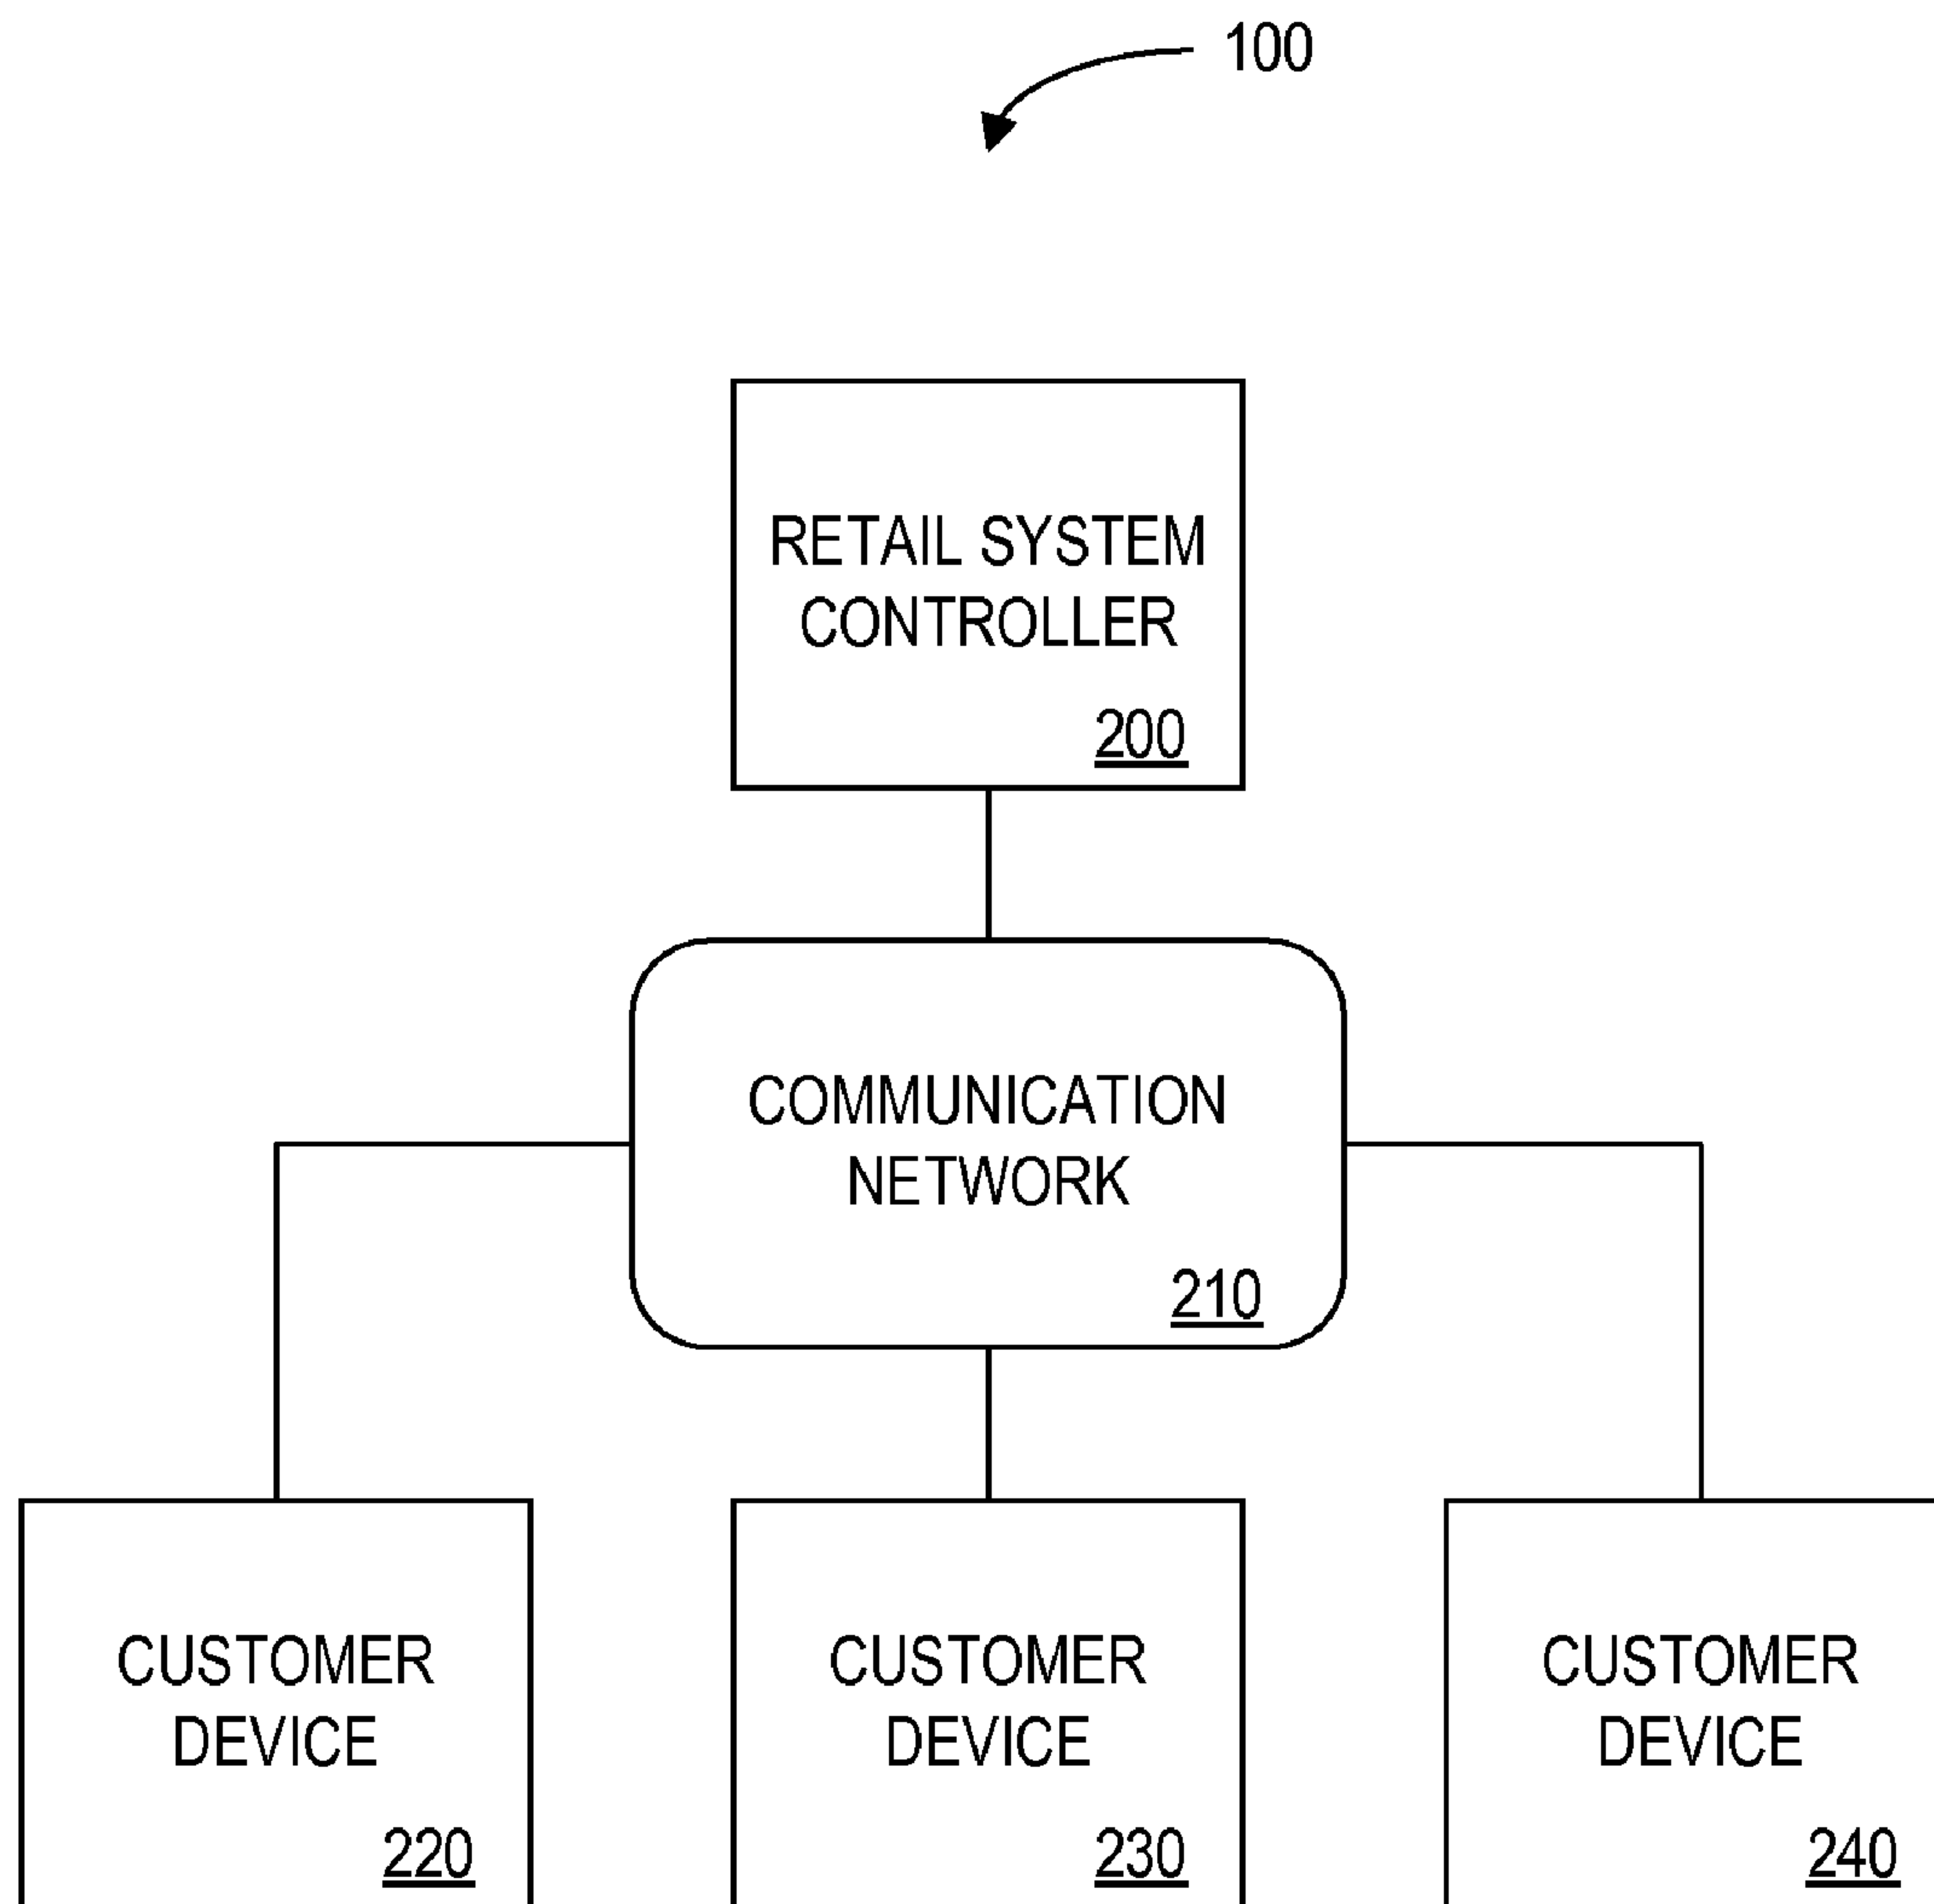 100
RETAIL SYSTEM
CONTROLLER
200
COMMUNICATION
NETWORK
210
CUSTOMER
DEVICE
220
CUSTOMER
DEVICE
230
CUSTOMER
DEVICE
240